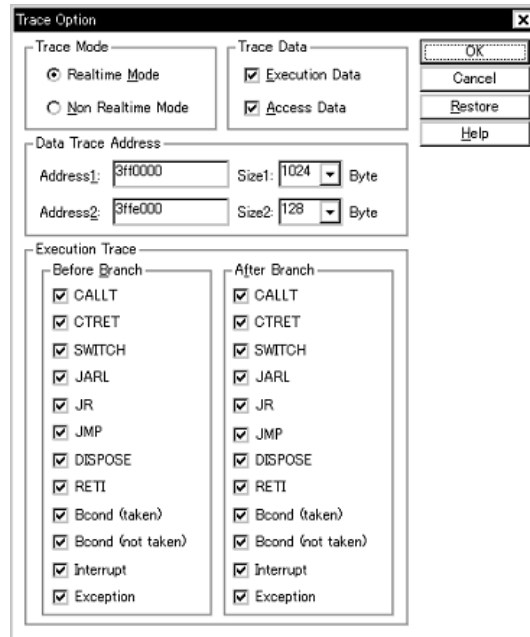 Trace Option
Trace Mode
Realtime Mode
Non Realtime Mode
Trace Data
Execution Data
Access Data
OK
Cancel
Restore
Help
Data Trace Address
Address1: 3ff0000 Size1: 1024 Byte
Address2: 3ffe000 Size2: 128 Byte
Execution Trace
Before Branch
CALLT
CTRET
SWITCH
JARL
JR
JMP
DISPOSE
RETI
Bcond (taken)
Bcond (not taken)
Interrupt
Exception
After Branch
CALLT
CTRET
SWITCH
JARL
JR
JMP
DISPOSE
RETI
Bcond (taken)
Bcond (not taken)
Interrupt
Exception